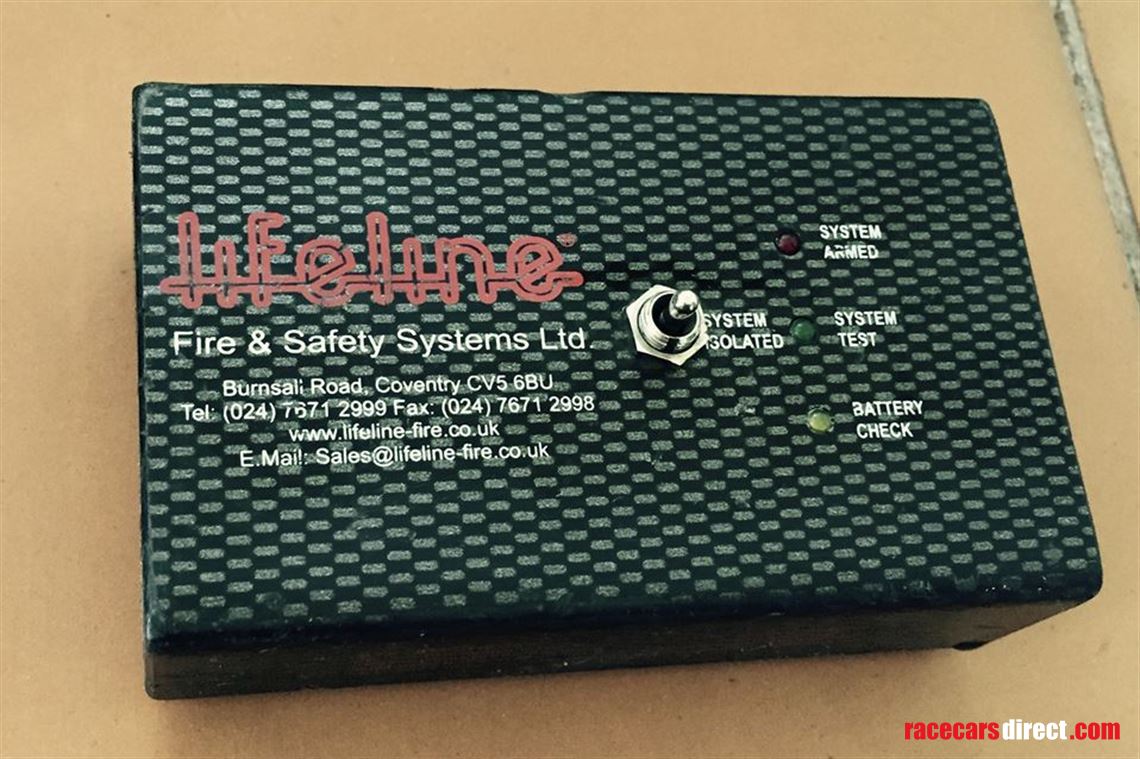 lifeline
Fire & Safety Systems Ltd.
Burnsall Road, Coventry CV5 6BU
Tel: (024) 7671 2999 Fax: (024) 7671 2998
www.lifeline-fire.co.uk
E.Mail: Sales@lifeline-fire.co.uk
SYSTEM
ARMED
SYSTEM
ISOLATED
SYSTEM
TEST
BATTERY
CHECK
racecarsdirect.com